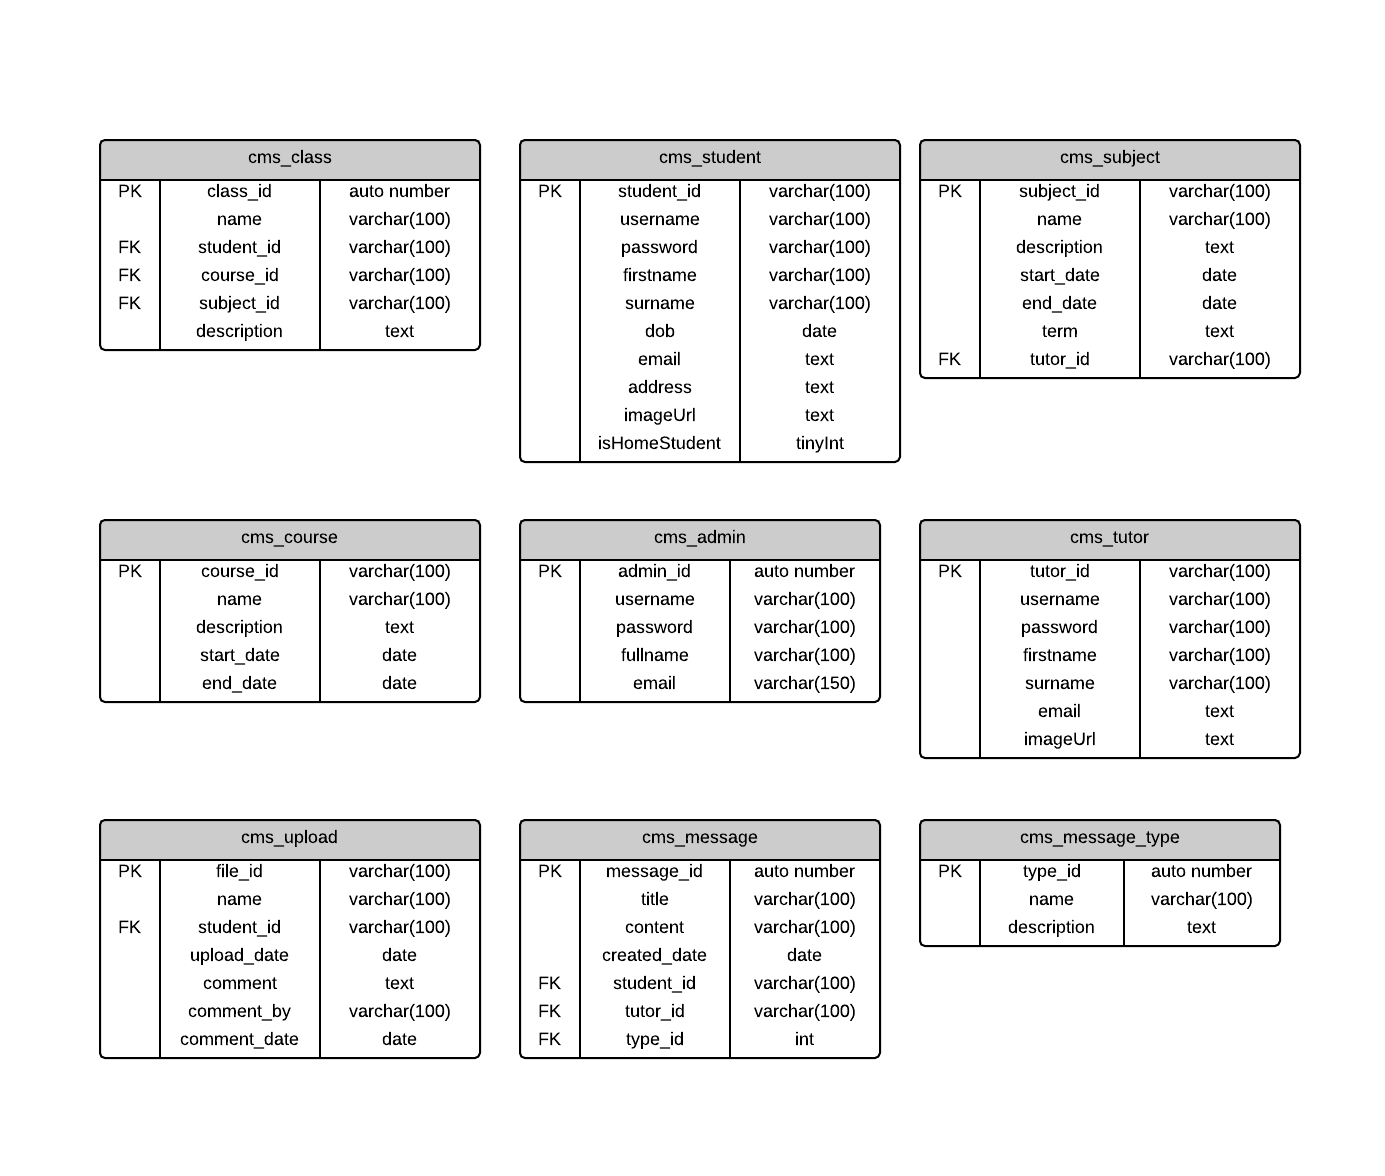 cms_class
PK class_id auto number
name varchar(100)
FK student_id varchar(100)
FK course_id varchar(100)
FK subject_id varchar(100)
description text
cms_student
PK student_id varchar(100)
username varchar(100)
password varchar(100)
firstname varchar(100)
surname varchar(100)
dob date
email text
address text
imageUrl text
isHomeStudent tinyInt
cms_subject
PK subject_id varchar(100)
name varchar(100)
description text
start_date date
end_date date
term text
FK tutor_id varchar(100)
cms_course
PK course_id varchar(100)
name varchar(100)
description text
start_date date
end_date date
cms_admin
PK admin_id auto number
username varchar(100)
password varchar(100)
fullname varchar(100)
email varchar(150)
cms_tutor
PK tutor_id varchar(100)
username varchar(100)
password varchar(100)
firstname varchar(100)
surname varchar(100)
email text
imageUrl text
cms_upload
PK file_id varchar(100)
name varchar(100)
FK student_id varchar(100)
upload_date date
comment text
comment_by varchar(100)
comment_date date
cms_message
PK message_id auto number
title varchar(100)
content varchar(100)
created_date date
FK student_id varchar(100)
FK tutor_id varchar(100)
FK type_id int
cms_message_type
PK type_id auto number
name varchar(100)
description text